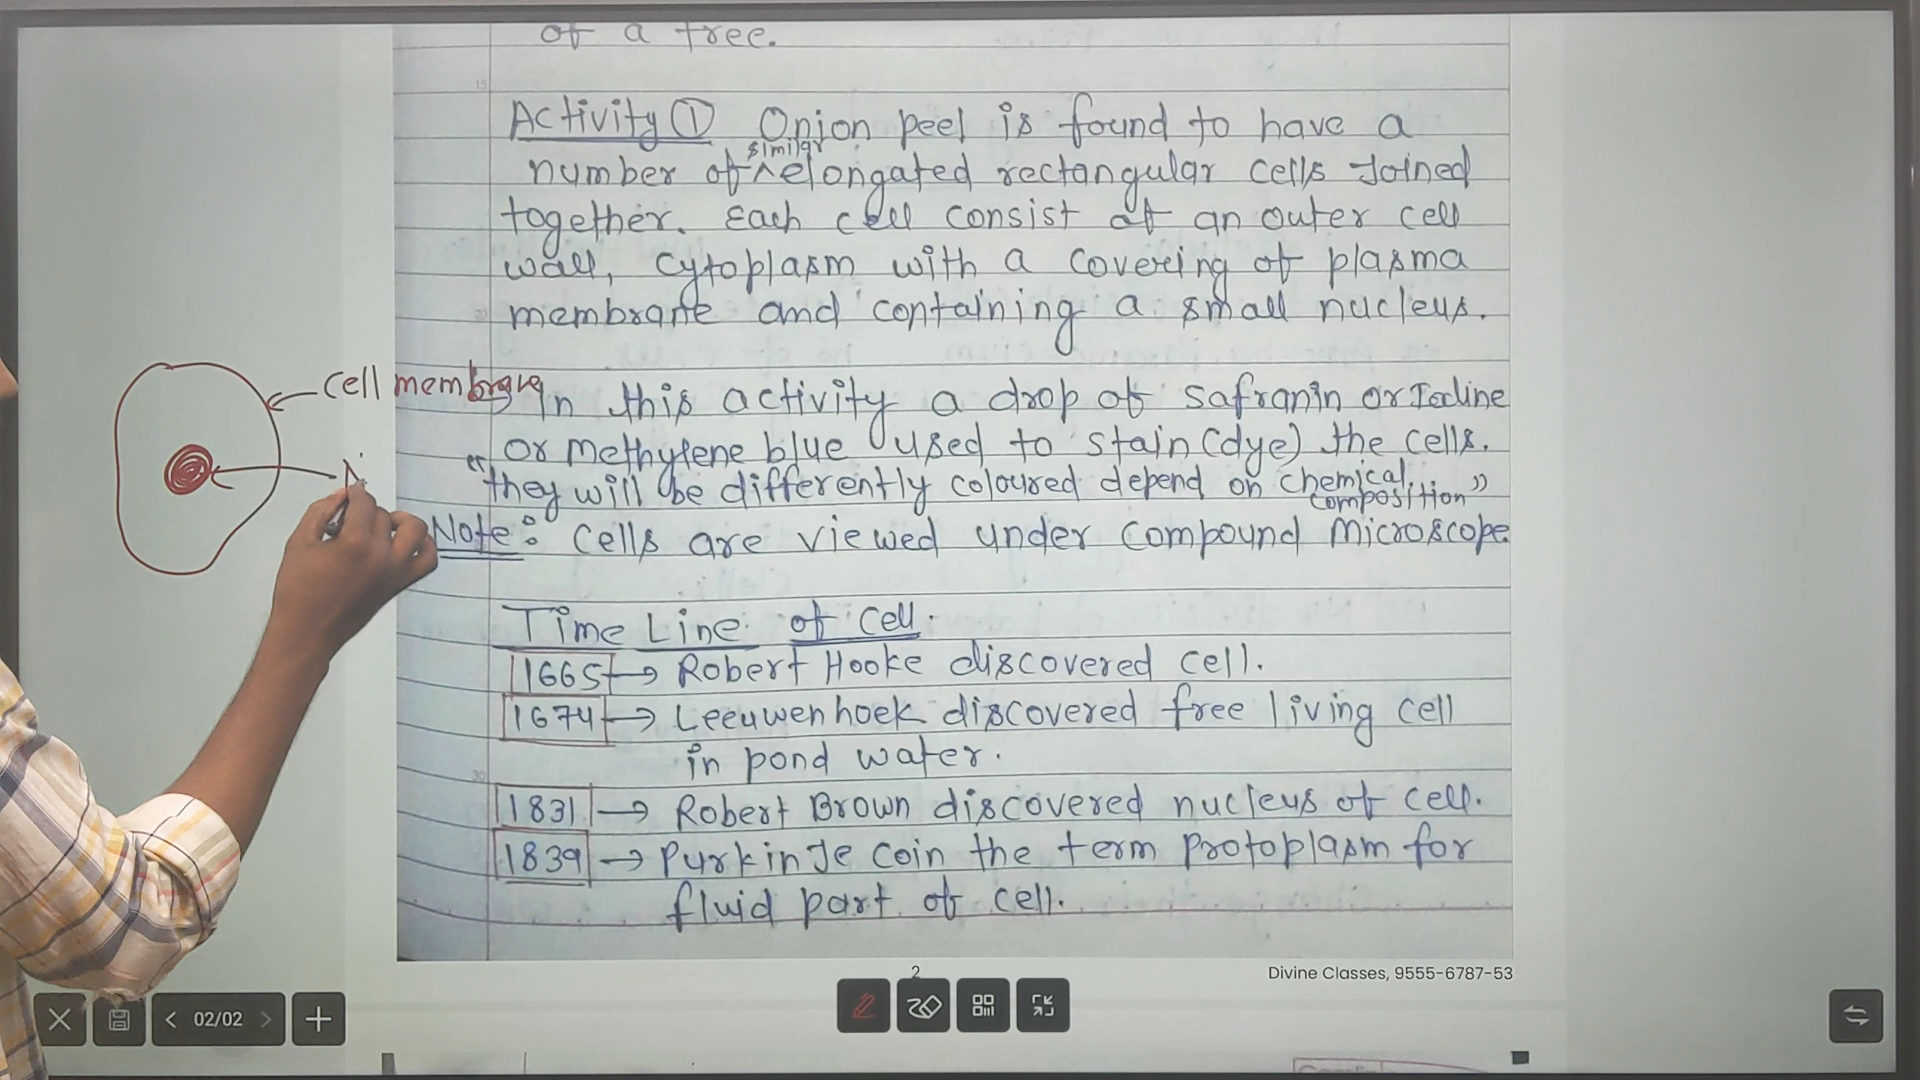 of a tree.
15
Activity ① Onion peel is found to have a
similar
number of ^ elongated rectangular cells Joined
together. Each cell consist of an outer cell
wall, cytoplasm with a covering of plasma
membrane and containing a small nucleus.
cell membrane
In this activity a drop of safranin or Iodine
or methylene blue used to stain (dye) the cells.
"they will be differently coloured depend on chemical
composition"
Note: cells are viewed under compound microscope
Time Line of cell.
1665 → Robert Hooke discovered cell.
1674 → Leeuwenhoek discovered free living cell
in pond water.
30
1831 → Robert Brown discovered nucleus of cell.
1839 → PurkinJe coin the term Protoplasm for
fluid part of cell.
2
Divine Classes, 9555-6787-53
02/02